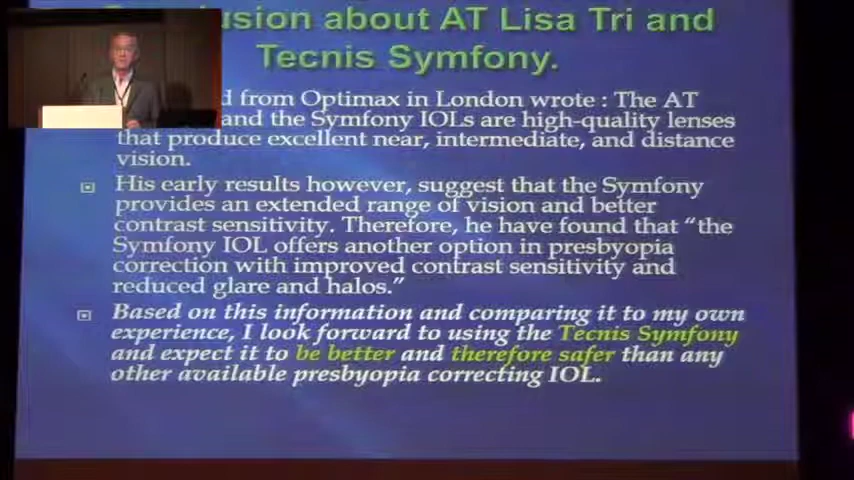 usion about AT Lisa Tri and
Tecnis Symfony.
d from Optimax in London wrote : The AT
and the Symfony IOLs are high-quality lenses
that produce excellent near, intermediate, and distance
vision.
His early results however, suggest that the Symfony
provides an extended range of vision and better
contrast sensitivity. Therefore, he have found that “the
Symfony IOL offers another option in presbyopia
correction with improved contrast sensitivity and
reduced glare and halos.”
Based on this information and comparing it to my own
experience, I look forward to using the Tecnis Symfony
and expect it to be better and therefore safer than any
other available presbyopia correcting IOL.